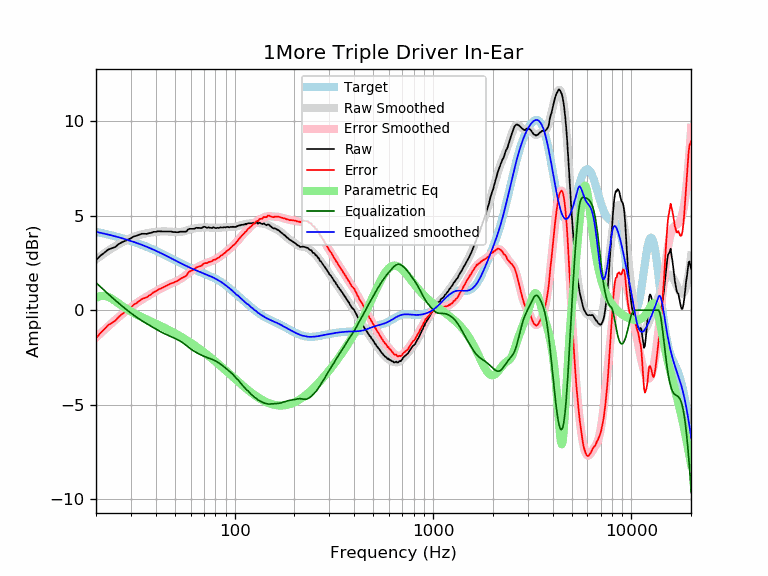 1More Triple Driver In-Ear
Target
Raw Smoothed
Error Smoothed
Raw
Error
Parametric Eq
Equalization
Equalized smoothed
Amplitude (dBr)
10
5
0
−5
−10
100
1000
10000
Frequency (Hz)